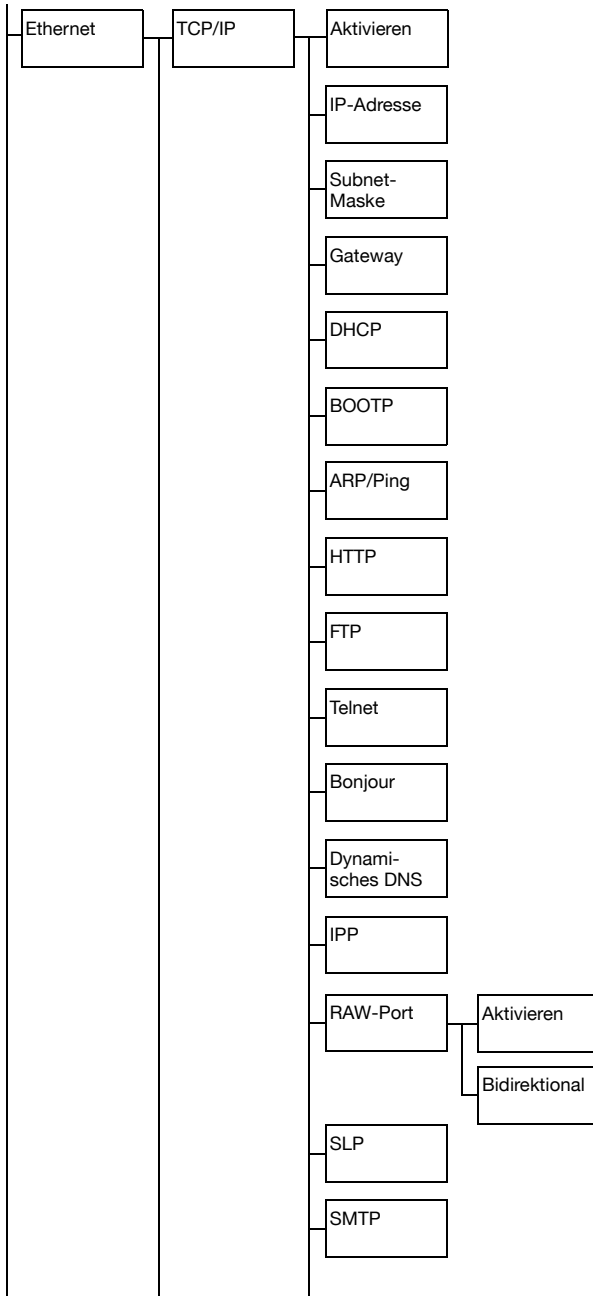 Ethernet
TCP/IP
Aktivieren
IP-Adresse
Subnet-
Maske
Gateway
DHCP
BOOTP
ARP/Ping
HTTP
FTP
Telnet
Bonjour
Dynami-
sches DNS
IPP
RAW-Port
Aktivieren
Bidirektional
SLP
SMTP